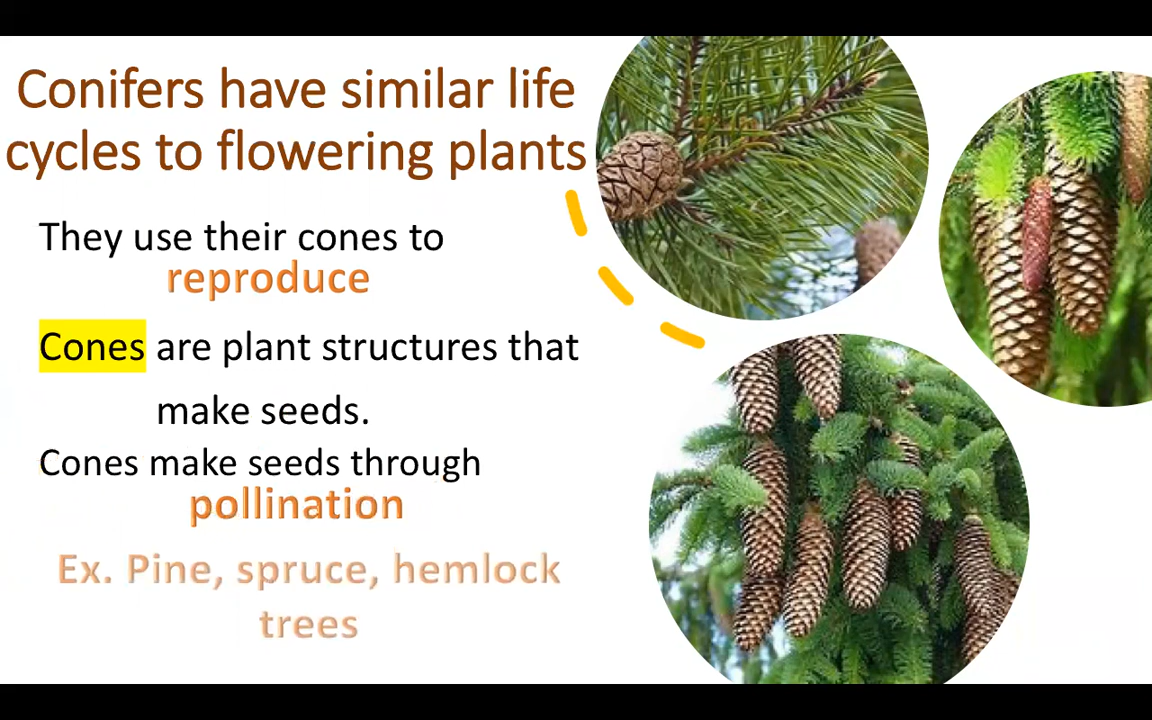 Conifers have similar life
cycles to flowering plants
They use their cones to
reproduce
Cones are plant structures that
make seeds.
Cones make seeds through
pollination
Ex. Pine, spruce, hemlock
trees